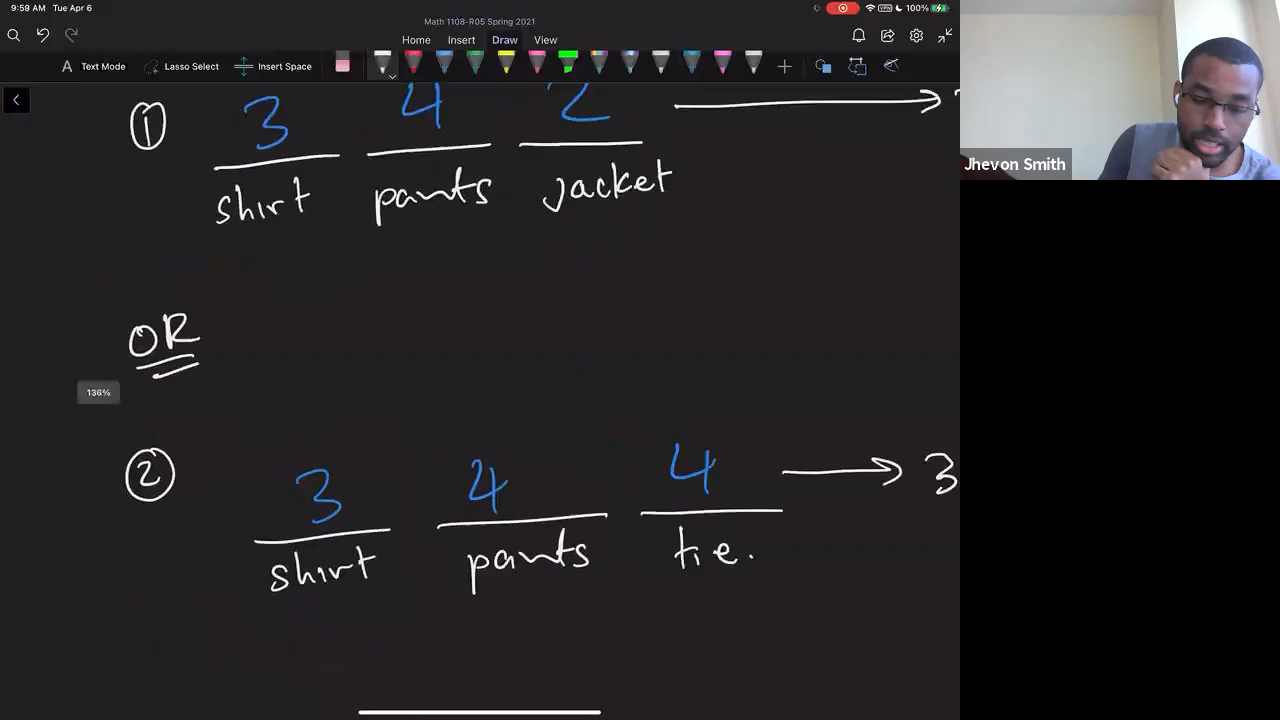 9:59 AM Tue Apr 6
100%
Math 1108-R05 Spring 2021
Home Insert Draw View
Text Mode Lasso Select Insert Space
Jhevon Smith
① 3 4 2
shirt pants jacket
OR
136%
② 3 4 4 3
shirt pants tie.